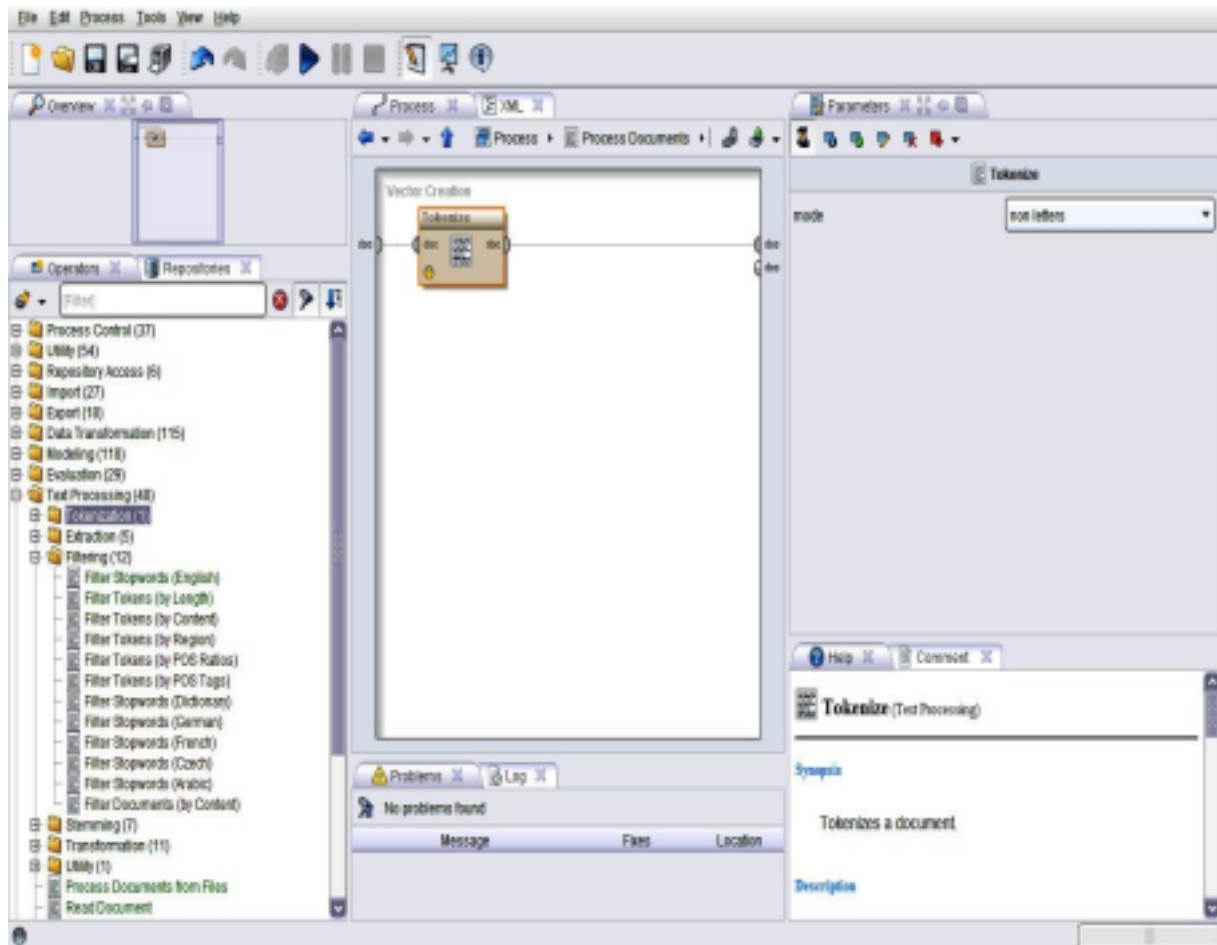 File Edit Process Tools View Help
Overview
Process XML
Parameters
Process Process Documents
Tokenize
mode non letters
Vector Creation
Tokenize
doc doc doc doc
doc
Operators Repositories
[Filter]
Process Control (37)
Utility (54)
Repository Access (6)
Import (27)
Export (18)
Data Transformation (115)
Modeling (118)
Evaluation (29)
Text Processing (48)
Tokenization (1)
Extraction (5)
Filtering (12)
Filter Stopwords (English)
Filter Tokens (by Length)
Filter Tokens (by Content)
Filter Tokens (by Region)
Filter Tokens (by POS Ratios)
Filter Tokens (by POS Tags)
Filter Stopwords (Dictionary)
Filter Stopwords (German)
Filter Stopwords (French)
Filter Stopwords (Czech)
Filter Stopwords (Arabic)
Filter Documents (by Content)
Stemming (7)
Transformation (11)
Utility (1)
Process Documents from Files
Read Document
Problems Log
No problems found
Message Fixes Location
Help Comment
Tokenize (Text Processing)
Synopsis
Tokenizes a document.
Description